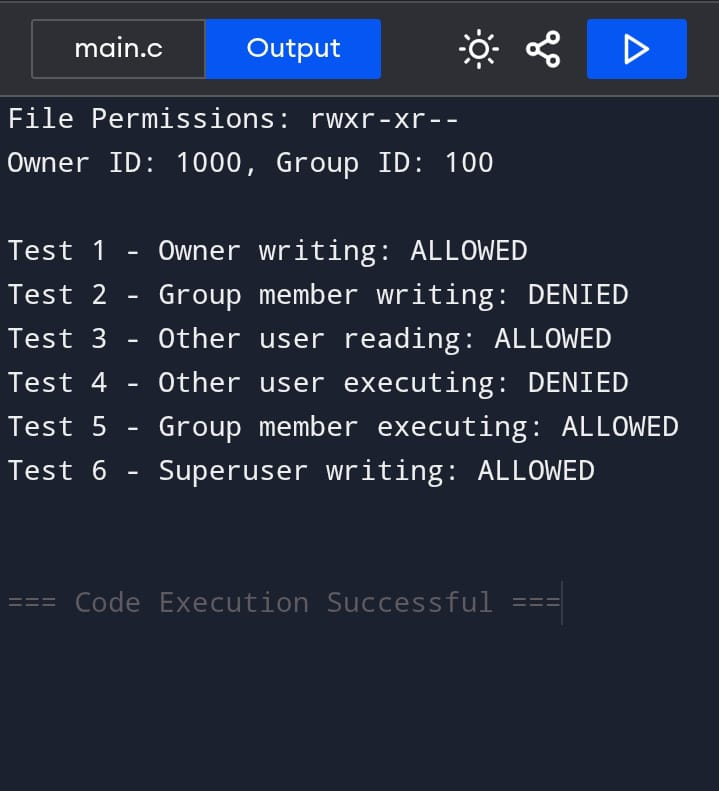 main.c Output
File Permissions: rwxr-xr--
Owner ID: 1000, Group ID: 100
Test 1 - Owner writing: ALLOWED
Test 2 - Group member writing: DENIED
Test 3 - Other user reading: ALLOWED
Test 4 - Other user executing: DENIED
Test 5 - Group member executing: ALLOWED
Test 6 - Superuser writing: ALLOWED
=== Code Execution Successful ===